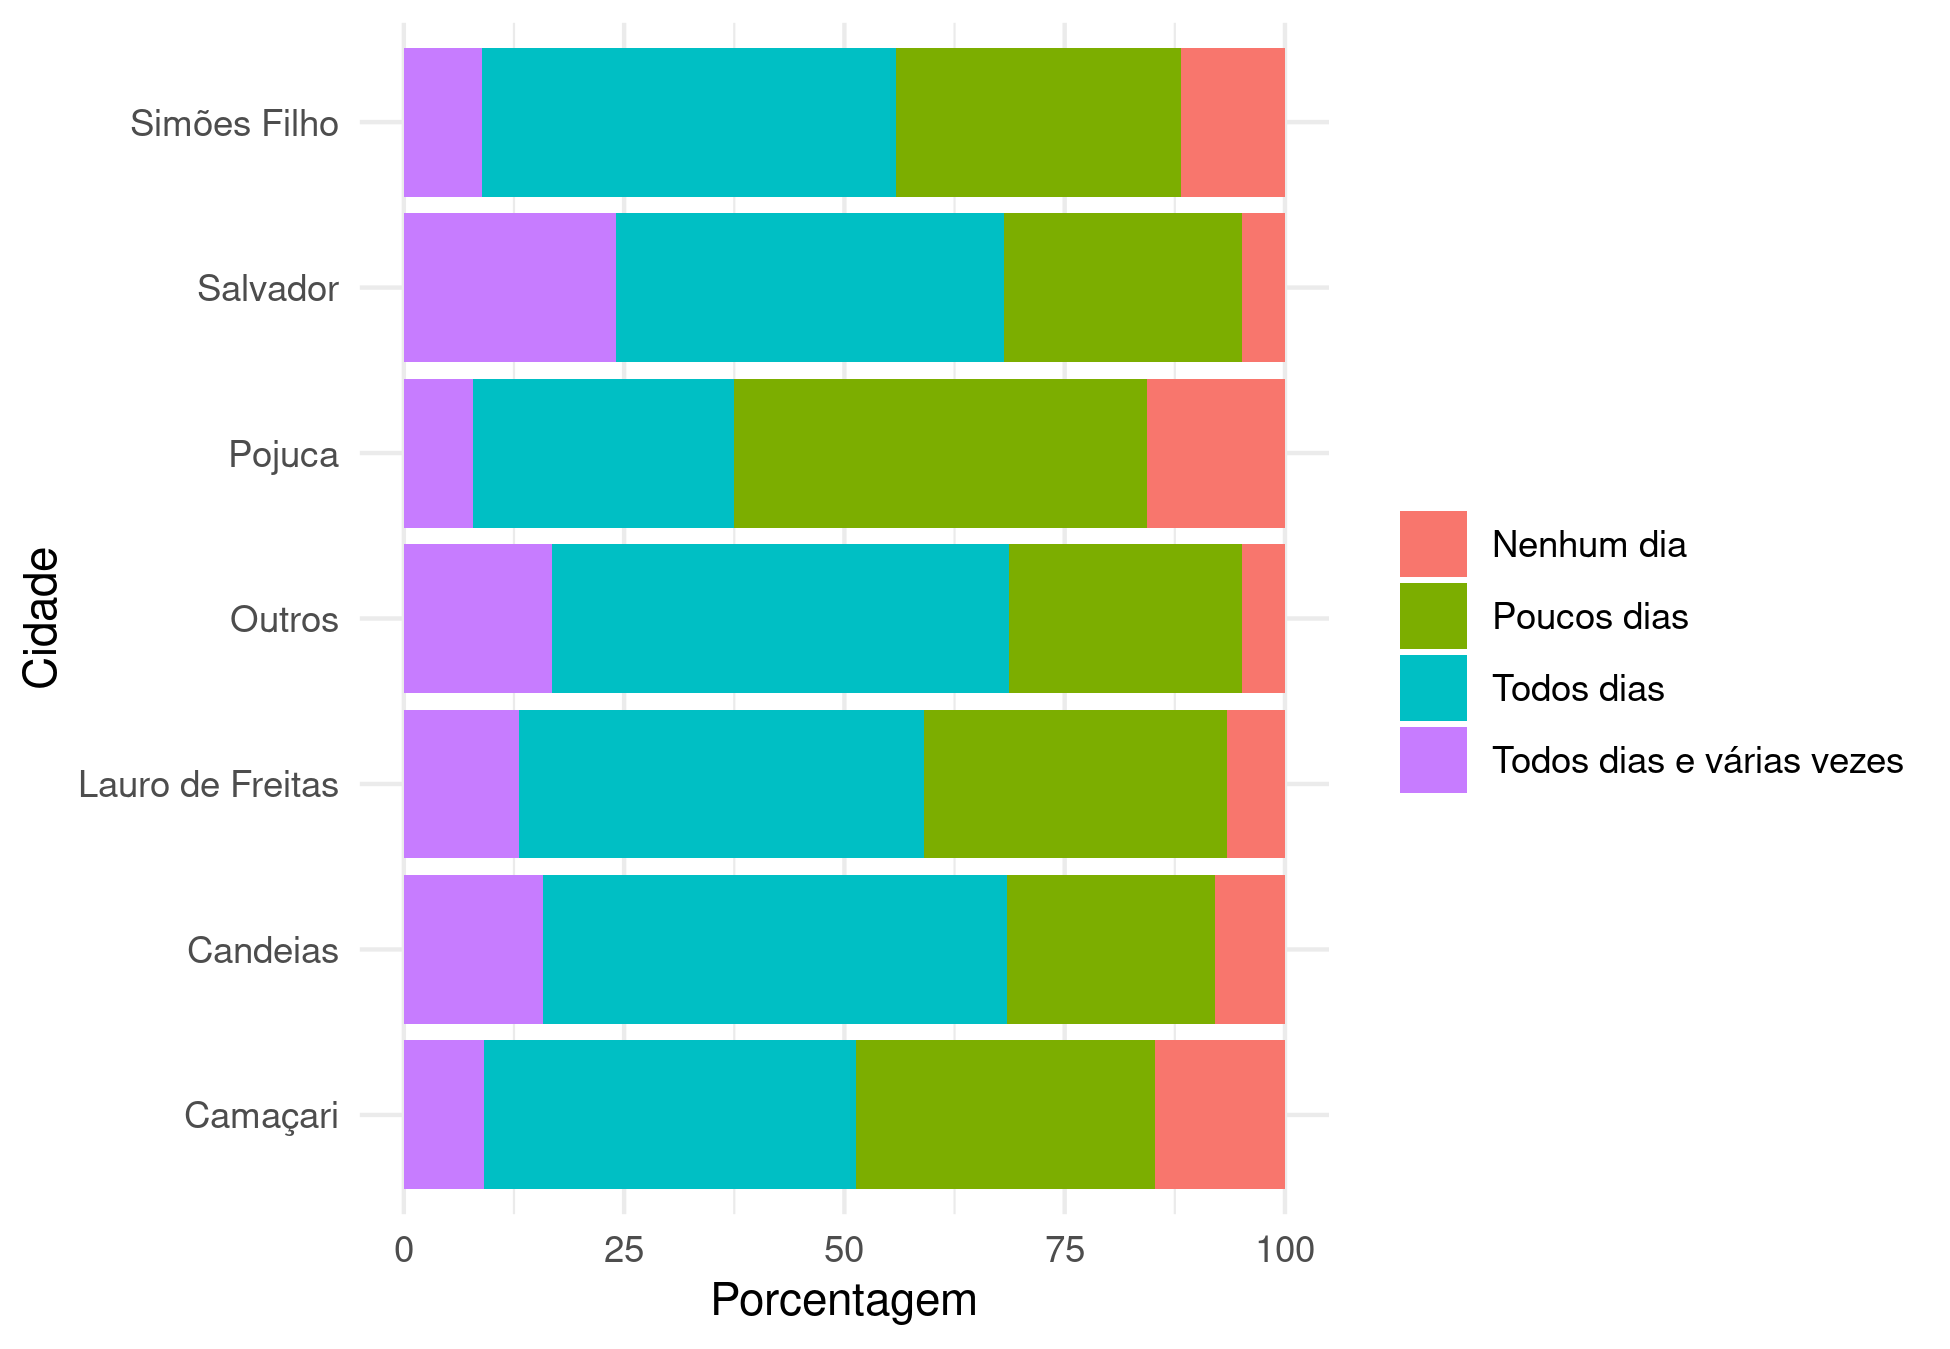 Simões Filho
Salvador
Pojuca
Outros
Lauro de Freitas
Candeias
Camaçari
Cidade
0 25 50 75 100
Porcentagem
Nenhum dia
Poucos dias
Todos dias
Todos dias e várias vezes